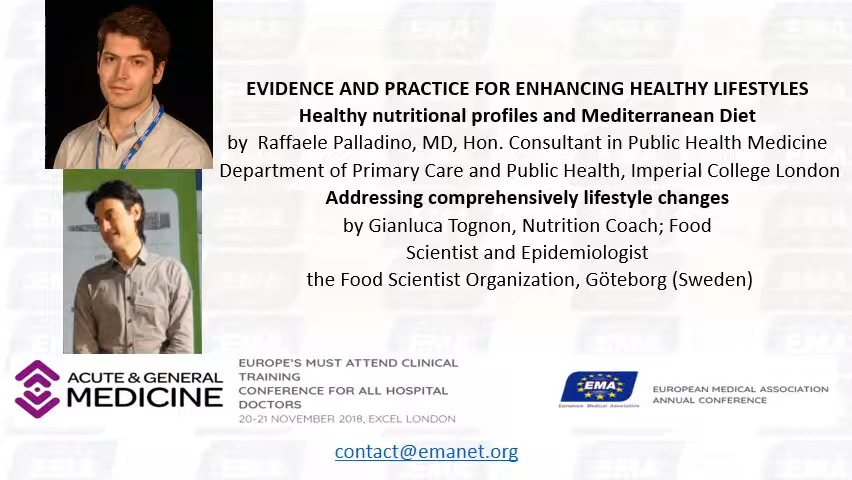 EVIDENCE AND PRACTICE FOR ENHANCING HEALTHY LIFESTYLES
Healthy nutritional profiles and Mediterranean Diet
by Raffaele Palladino, MD, Hon. Consultant in Public Health Medicine
Department of Primary Care and Public Health, Imperial College London
Addressing comprehensively lifestyle changes
by Gianluca Tognon, Nutrition Coach; Food
Scientist and Epidemiologist
the Food Scientist Organization, Göteborg (Sweden)
ACUTE & GENERAL
MEDICINE
EUROPE'S MUST ATTEND CLINICAL
TRAINING
CONFERENCE FOR ALL HOSPITAL
DOCTORS
20-21 NOVEMBER 2018, EXCEL LONDON
EMA
European Medical Association
EUROPEAN MEDICAL ASSOCIATION
ANNUAL CONFERENCE
contact@emanet.org